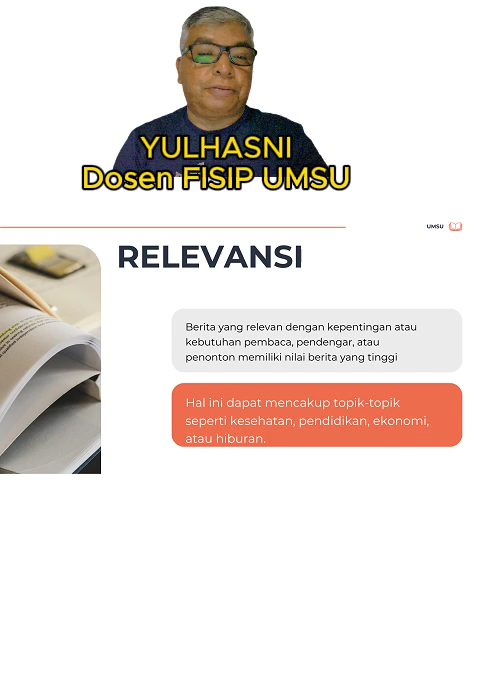 YULHASNI
Dosen FISIP UMSU
UMSU
RELEVANSI
Berita yang relevan dengan kepentingan atau
kebutuhan pembaca, pendengar, atau
penonton memiliki nilai berita yang tinggi
Hal ini dapat mencakup topik-topik
seperti kesehatan, pendidikan, ekonomi,
atau hiburan.